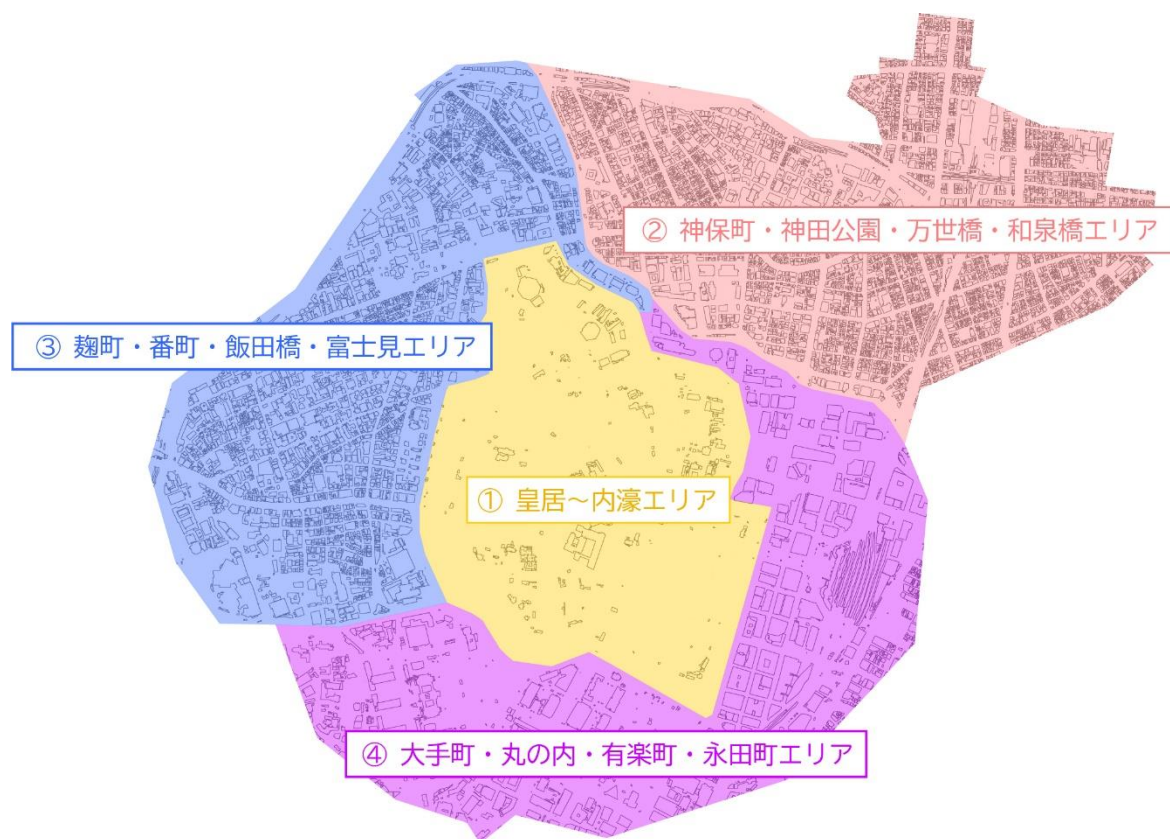 ② 神保町・神田公園・万世橋・和泉橋エリア
③ 麹町・番町・飯田橋・富士見エリア
① 皇居～内濠エリア
④ 大手町・丸の内・有楽町・永田町エリア